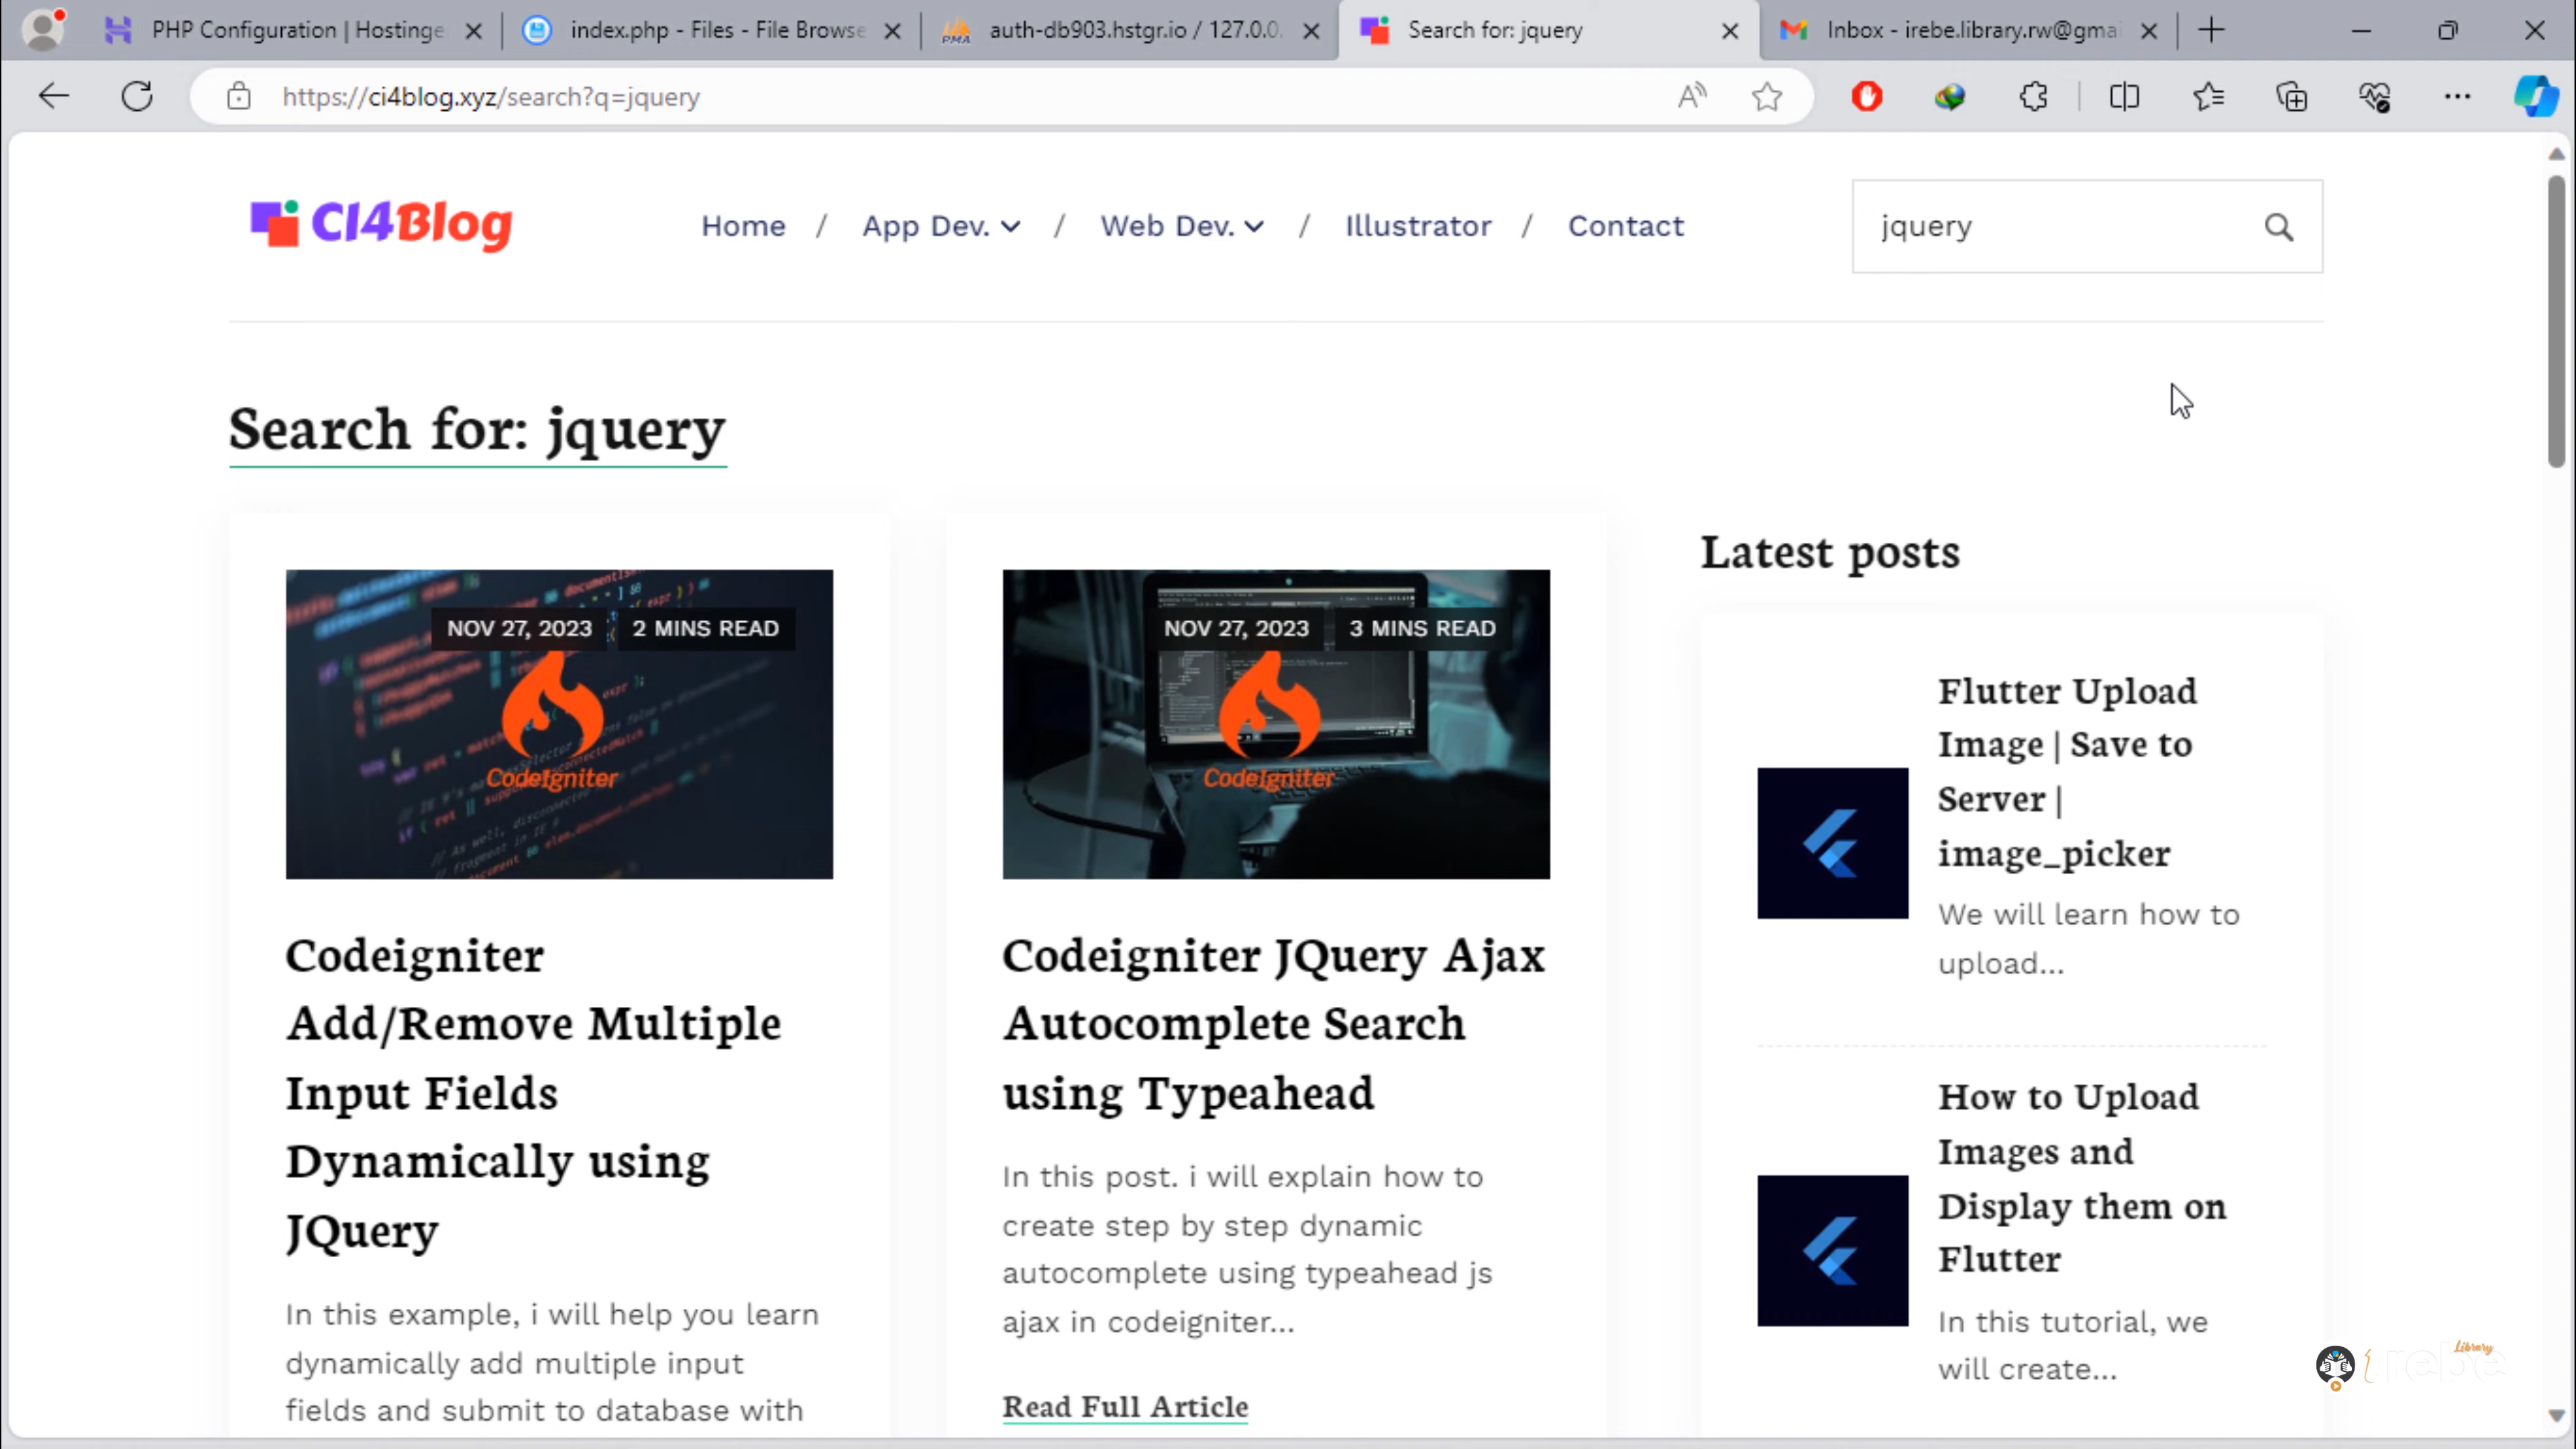 PHP Configuration | Hostinge
index.php - Files - File Browse
PMA
auth-db903.hstgr.io / 127.0.0.
Search for: jquery
Inbox - irebe.library.rw@gmai
https://ci4blog.xyz/search?q=jquery
CI4Blog
Home / App Dev. / Web Dev. / Illustrator / Contact
jquery
Search for: jquery
NOV 27, 2023 2 MINS READ
CodeIgniter
Codeigniter
Add/Remove Multiple
Input Fields
Dynamically using
JQuery
In this example, i will help you learn
dynamically add multiple input
fields and submit to database with
NOV 27, 2023 3 MINS READ
CodeIgniter
Codeigniter JQuery Ajax
Autocomplete Search
using Typeahead
In this post. i will explain how to
create step by step dynamic
autocomplete using typeahead js
ajax in codeigniter...
Read Full Article
Latest posts
Flutter Upload
Image | Save to
Server |
image_picker
We will learn how to
upload...
How to Upload
Images and
Display them on
Flutter
In this tutorial, we
will create...
Library
irebe